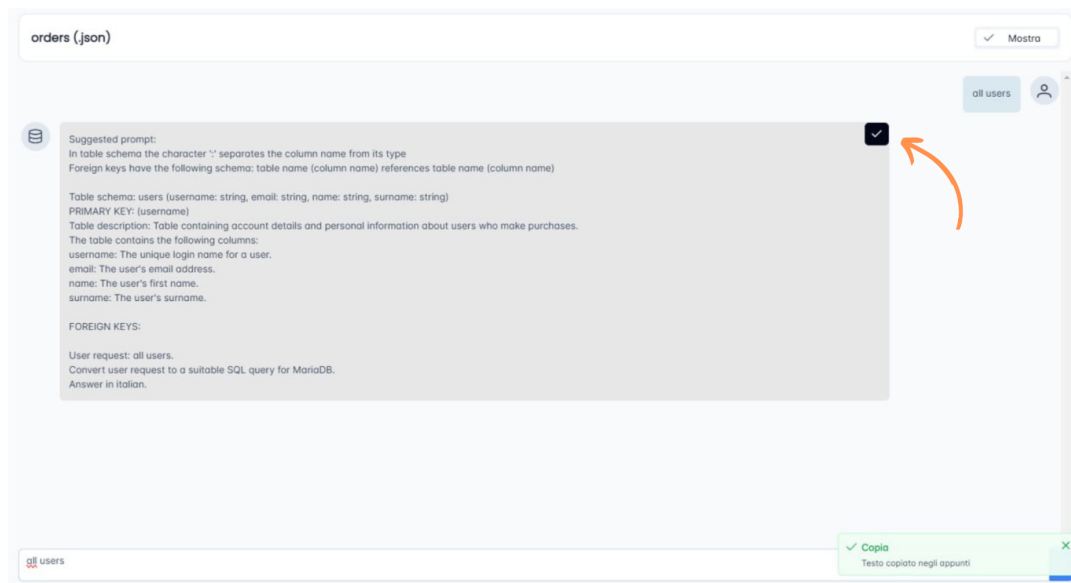 orders (.json)
Mostra
all users
Suggested prompt:
In table schema the character ':' separates the column name from its type
Foreign keys have the following schema: table name (column name) references table name (column name)
Table schema: users (username: string, email: string, name: string, surname: string)
PRIMARY KEY: (username)
Table description: Table containing account details and personal information about users who make purchases.
The table contains the following columns:
username: The unique login name for a user.
email: The user's email address.
name: The user's first name.
surname: The user's surname.
FOREIGN KEYS:
User request: all users.
Convert user request to a suitable SQL query for MariaDB.
Answer in italian.
all users
Copia
Testo copiato negli appunti